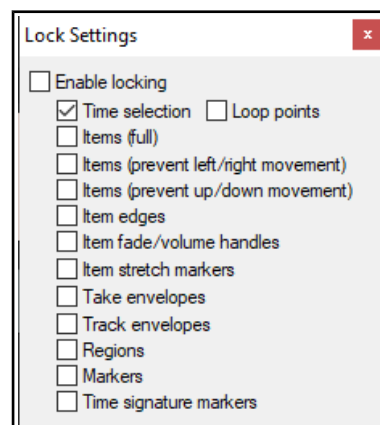 Lock Settings x
Enable locking
Time selection Loop points
Items (full)
Items (prevent left/right movement)
Items (prevent up/down movement)
Item edges
Item fade/volume handles
Item stretch markers
Take envelopes
Track envelopes
Regions
Markers
Time signature markers